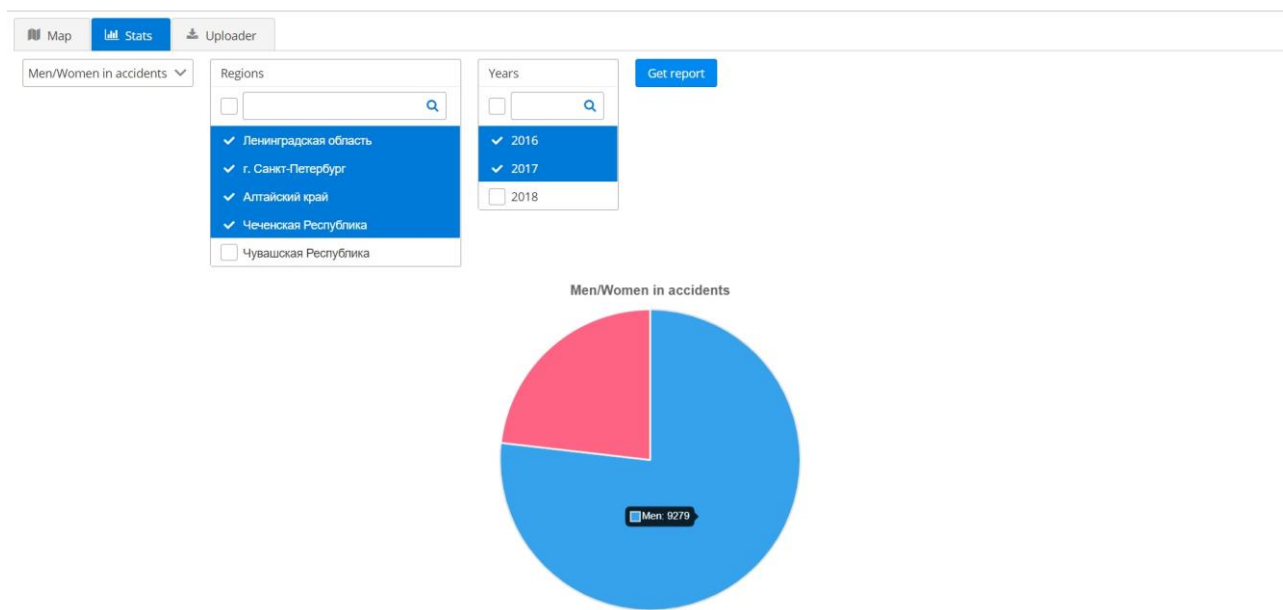 Map Stats Uploader
Men/Women in accidents Regions Years Get report
Ленинградская область 2016
г. Санкт-Петербург 2017
Алтайский край 2018
Чеченская Республика
Чувашская Республика
Men/Women in accidents
Men: 9279